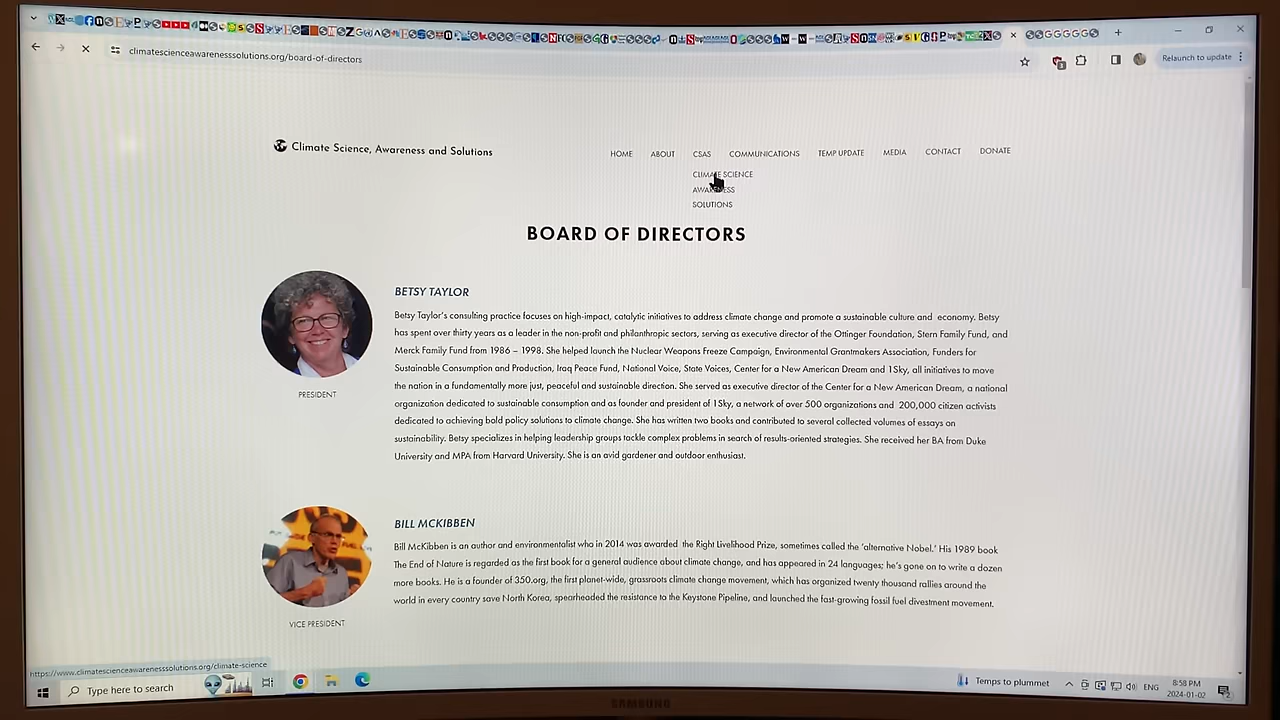 climatescienceawarenesssolutions.org/board-of-directors
Relaunch to update
Climate Science, Awareness and Solutions
HOME ABOUT CSAS COMMUNICATIONS TEMP UPDATE MEDIA CONTACT DONATE
CLIMATE SCIENCE
AWARENESS
SOLUTIONS
BOARD OF DIRECTORS
BETSY TAYLOR
Betsy Taylor's consulting practice focuses on high-impact, catalytic initiatives to address climate change and promote a sustainable culture and economy. Betsy
has spent over thirty years as a leader in the non-profit and philanthropic sectors, serving as executive director of the Ottinger Foundation, Stern Family Fund, and
Merck Family Fund from 1986 – 1998. She helped launch the Nuclear Weapons Freeze Campaign, Environmental Grantmakers Association, Funders for
Sustainable Consumption and Production, Iraq Peace Fund, National Voice, State Voices, Center for a New American Dream and 1Sky, all initiatives to move
the nation in a fundamentally more just, peaceful and sustainable direction. She served as executive director of the Center for a New American Dream, a national
organization dedicated to sustainable consumption and as founder and president of 1Sky, a network of over 500 organizations and 200,000 citizen activists
dedicated to achieving bold policy solutions to climate change. She has written two books and contributed to several collected volumes of essays on
sustainability. Betsy specializes in helping leadership groups tackle complex problems in search of results-oriented strategies. She received her BA from Duke
University and MPA from Harvard University. She is an avid gardener and outdoor enthusiast.
PRESIDENT
BILL MCKIBBEN
Bill McKibben is an author and environmentalist who in 2014 was awarded the Right Livelihood Prize, sometimes called the 'alternative Nobel.' His 1989 book
The End of Nature is regarded as the first book for a general audience about climate change, and has appeared in 24 languages; he's gone on to write a dozen
more books. He is a founder of 350.org, the first planet-wide, grassroots climate change movement, which has organized twenty thousand rallies around the
world in every country save North Korea, spearheaded the resistance to the Keystone Pipeline, and launched the fast-growing fossil fuel divestment movement.
VICE PRESIDENT
https://www.climatescienceawarenesssolutions.org/climate-science
Type here to search
Temps to plummet
ENG
8:58 PM
2024-01-02
SAMSUNG